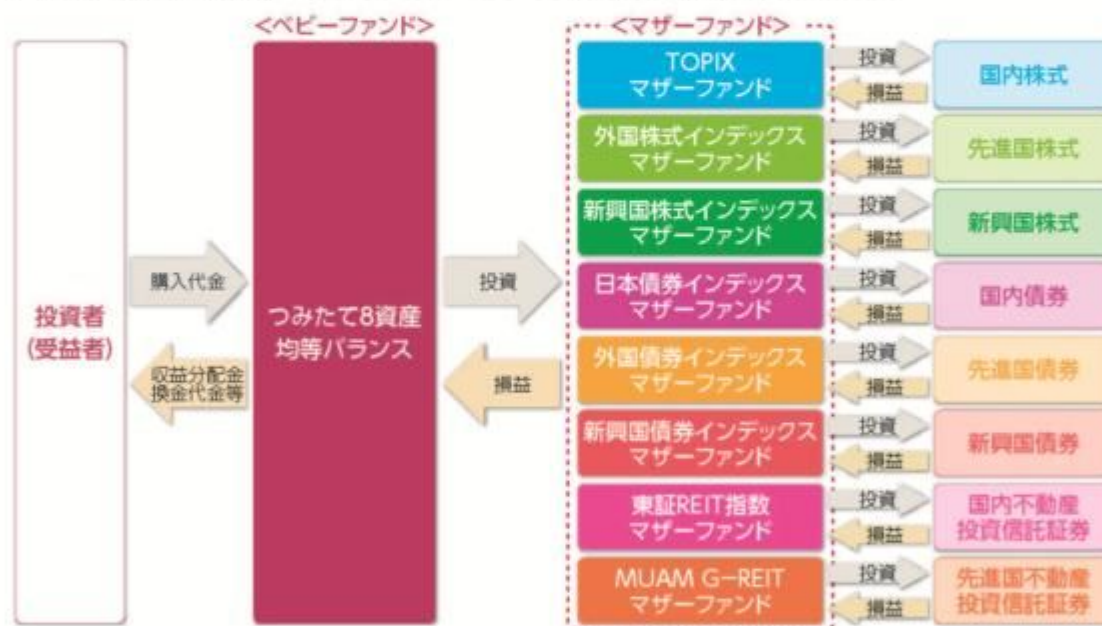 <ベビーファンド>
<マザーファンド>
投資者
(受益者)
購入代金
収益分配金
換金代金等
つみたて8資産
均等バランス
投資
損益
TOPIX
マザーファンド
投資
損益
国内株式
外国株式インデックス
マザーファンド
投資
損益
先進国株式
新興国株式インデックス
マザーファンド
投資
損益
新興国株式
日本債券インデックス
マザーファンド
投資
損益
国内債券
外国債券インデックス
マザーファンド
投資
損益
先進国債券
新興国債券インデックス
マザーファンド
投資
損益
新興国債券
東証REIT指数
マザーファンド
投資
損益
国内不動産
投資信託証券
MUAM G-REIT
マザーファンド
投資
損益
先進国不動産
投資信託証券